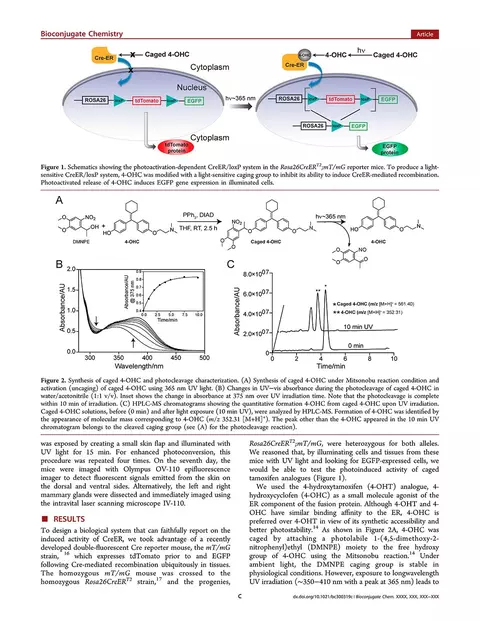 Bioconjugate Chemistry
Article
Cre-ER
Caged 4-OHC
Cytoplasm
Nucleus
ROSA26
tdTomato
EGFP
Cytoplasm
tdTomato
protein
hν~365 nm
4-OHC
hν
Caged 4-OHC
Cre-ER
ROSA26
tdTomato
EGFP
ROSA26
EGFP
EGFP
protein
Figure 1. Schematics showing the photoactivation-dependent CreER/loxP system in the Rosa26CreERT2;mT/mG reporter mice. To produce a light-
sensitive CreER/loxP system, 4-OHC was modified with a light-sensitive caging group to inhibit its ability to induce CreER-mediated recombination.
Photoactivated release of 4-OHC induces EGFP gene expression in illuminated cells.
A
DMNPE
4-OHC
PPh3, DIAD
THF, RT, 2.5 h
Caged 4-OHC
hν~365 nm
4-OHC
B
Absorbance/AU
2.0
1.5
1.0
0.5
0.0
300 350 400 450 500
Wavelength/nm
Absorbance/AU
@ 375 nm
0.0 2.5 5.0 7.5 10.0
Time/min
C
Absorbance/AU
8.0×10^07
6.0×10^07
4.0×10^07
2.0×10^07
0 2 4 6 8 10
Time/min
* Caged 4-OHC (m/z [M+H]+ = 561.40)
** 4-OHC (m/z [M+H]+ = 352.31)
10 min UV
0 min
Figure 2. Synthesis of caged 4-OHC and photocleavage characterization. (A) Synthesis of caged 4-OHC under Mitsonobu reaction condition and
activation (uncaging) of caged 4-OHC using 365 nm UV light. (B) Changes in UV−vis absorbance during the photocleavage of caged 4-OHC in
water/acetonitrile (1:1 v/v). Inset shows the change in absorbance at 375 nm over UV irradiation time. Note that the photocleavage is complete
within 10 min of irradiation. (C) HPLC-MS chromatograms showing the quantitative formation 4-OHC from caged 4-OHC upon UV irradiation.
Caged 4-OHC solutions, before (0 min) and after light exposure (10 min UV), were analyzed by HPLC-MS. Formation of 4-OHC was identified by
the appearance of molecular mass corresponding to 4-OHC (m/z 352.31 [M+H]+). The peak other than the 4-OHC appeared in the 10 min UV
chromatogram belongs to the cleaved caging group (see (A) for the photocleavage reaction).
was exposed by creating a small skin flap and illuminated with
UV light for 15 min. For enhanced photoconversion, this
procedure was repeated four times. On the seventh day, the
mice were imaged with Olympus OV-110 epifluorescence
imager to detect fluorescent signals emitted from the skin on
the dorsal and ventral sides. Alternatively, the left and right
mammary glands were dissected and immediately imaged using
the intravital laser scanning microscope IV-110.
■ RESULTS
To design a biological system that can faithfully report on the
induced activity of CreER, we took advantage of a recently
developed double-fluorescent Cre reporter mouse, the mT/mG
strain, 16 which expresses tdTomato prior to and EGFP
following Cre-mediated recombination ubiquitously in tissues.
The homozygous mT/mG mouse was crossed to the
homozygous Rosa26CreERT2 strain,17 and the progenies,
Rosa26CreERT2;mT/mG, were heterozygous for both alleles.
We reasoned that, by illuminating cells and tissues from these
mice with UV light and looking for EGFP-expressed cells, we
would be able to test the photoinduced activity of caged
tamoxifen analogues (Figure 1).
We used the 4-hydroxytamoxifen (4-OHT) analogue, 4-
hydroxycyclofen (4-OHC) as a small molecule agonist of the
ER component of the fusion protein. Although 4-OHT and 4-
OHC have similar binding affinity to the ER, 4-OHC is
preferred over 4-OHT in view of its synthetic accessibility and
better photostability.14 As shown in Figure 2A, 4-OHC was
caged by attaching a photolabile 1-(4,5-dimethoxy-2-
nitrophenyl)ethyl (DMNPE) moiety to the free hydroxy
group of 4-OHC using the Mitsonobu reaction.14 Under
ambient light, the DMNPE caging group is stable in
physiological conditions. However, exposure to longwavelength
UV irradiation (~350−410 nm with a peak at 365 nm) leads to
C
dx.doi.org/10.1021/bc300319c | Bioconjugate Chem. XXXX, XXX, XXX−XXX